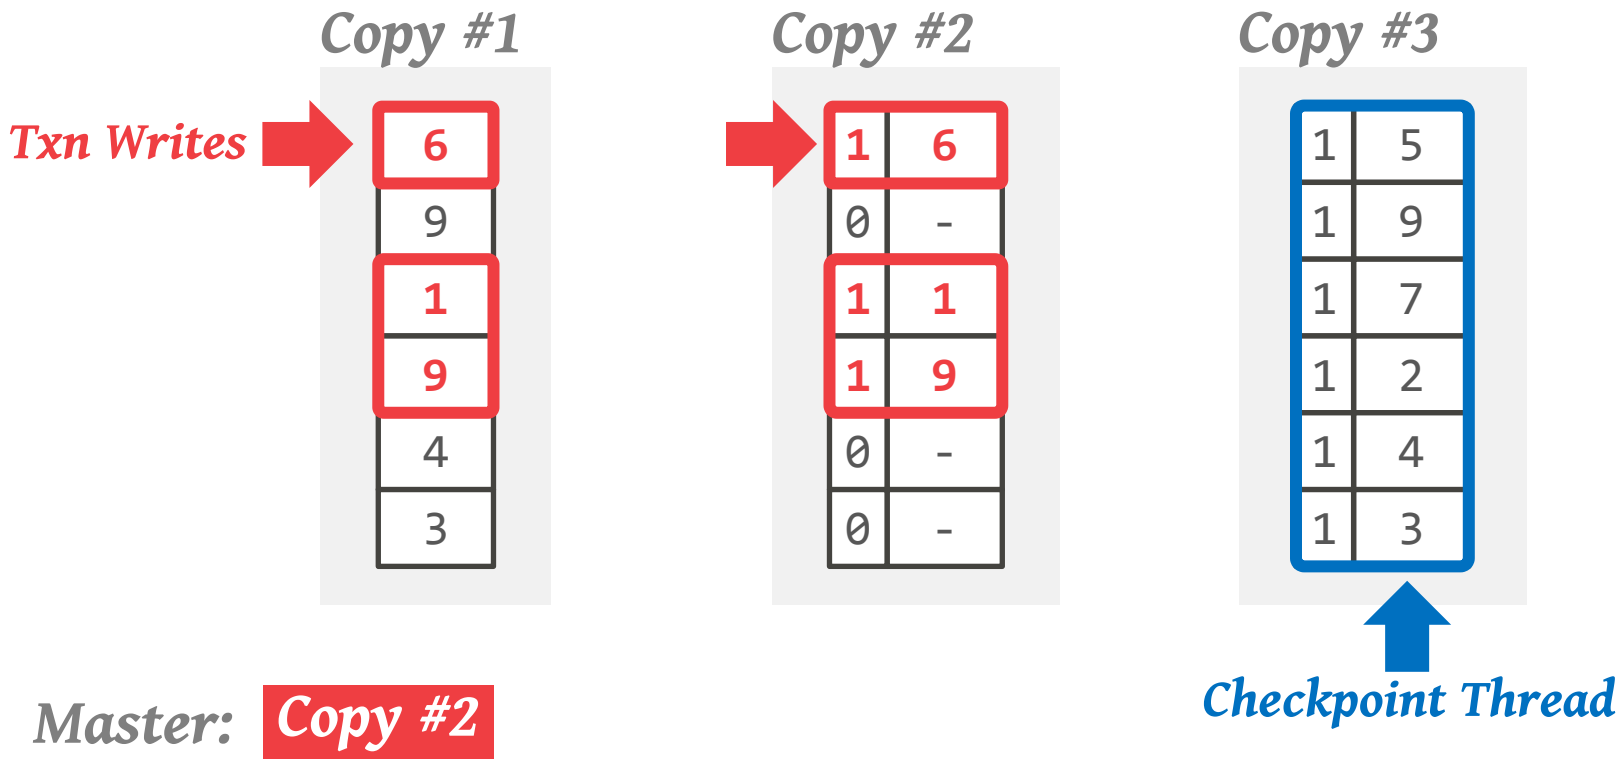 Copy #1 Copy #2 Copy #3
Txn Writes 6 1 6 1 5
9 0 - 1 9
1 1 1 1 7
9 1 9 1 2
4 0 - 1 4
3 0 - 1 3
Checkpoint Thread
Master: Copy #2